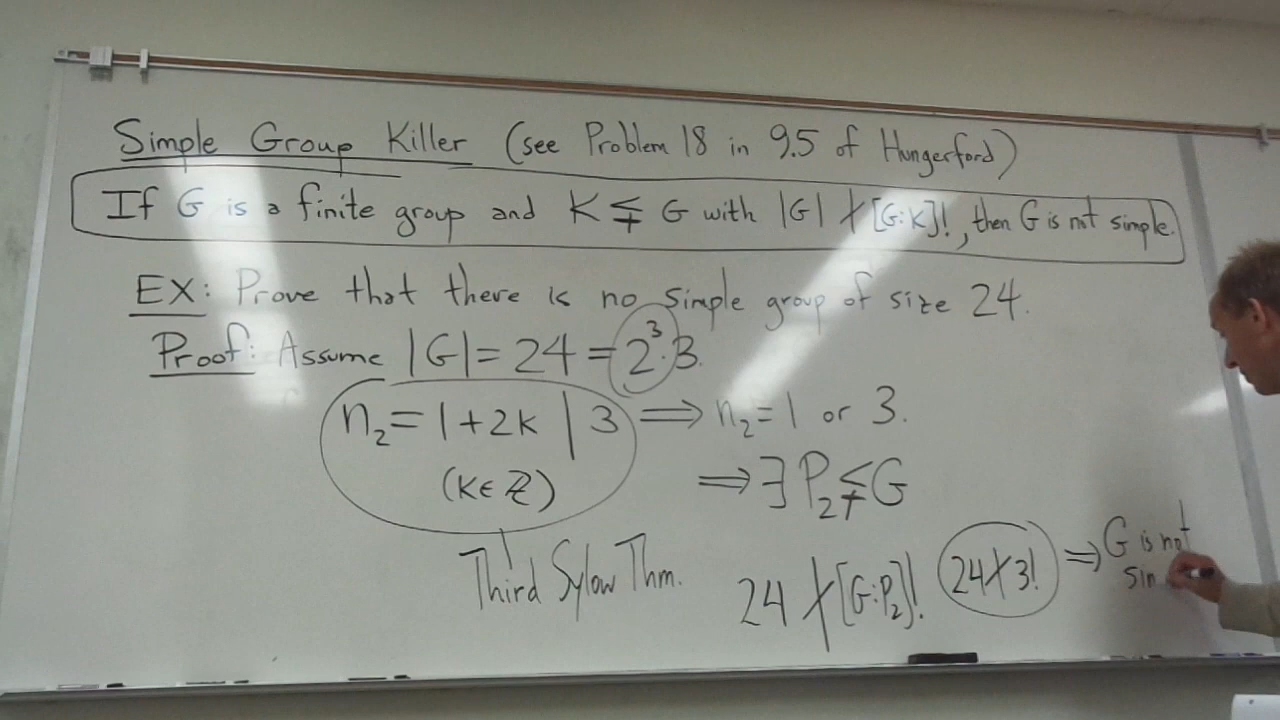 Simple Group Killer (see Problem 18 in 9.5 of Hungerford)
If G is a finite group and K ≨ G with |G| ∤ [G:K]!, then G is not simple.
EX: Prove that there is no simple group of size 24.
Proof: Assume |G| = 24 = 2³·3.
n₂ = 1+2k | 3 ⟹ n₂ = 1 or 3.
(k ∈ ℤ) ⟹ ∃ P₂ ≨ G
Third Sylow Thm. 24 ∤ [G:P₂]! 24 ∤ 3! ⟹ G is not
sim